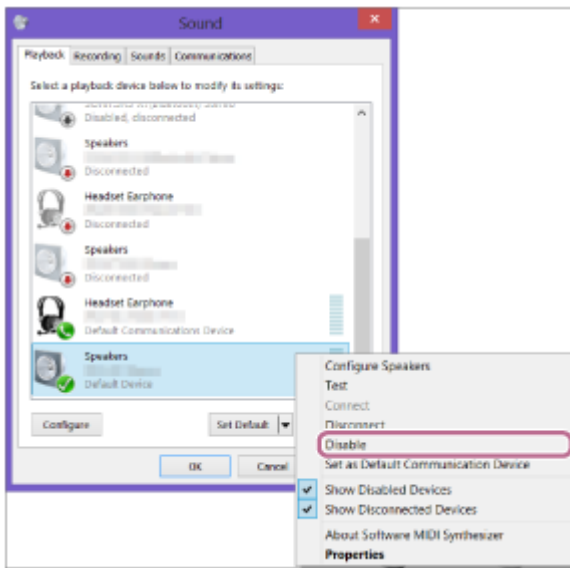 Sound
Playback Recording Sounds Communications
Select a playback device below to modify its settings:
Disabled, disconnected
Speakers
Disconnected
Headset Earphone
Disconnected
Speakers
Disconnected
Headset Earphone
Default Communications Device
Speakers
Default Device
Configure Set Default
OK Cancel
Configure Speakers
Test
Connect
Disconnect
Disable
Set as Default Communication Device
Show Disabled Devices
Show Disconnected Devices
About Software MIDI Synthesizer
Properties